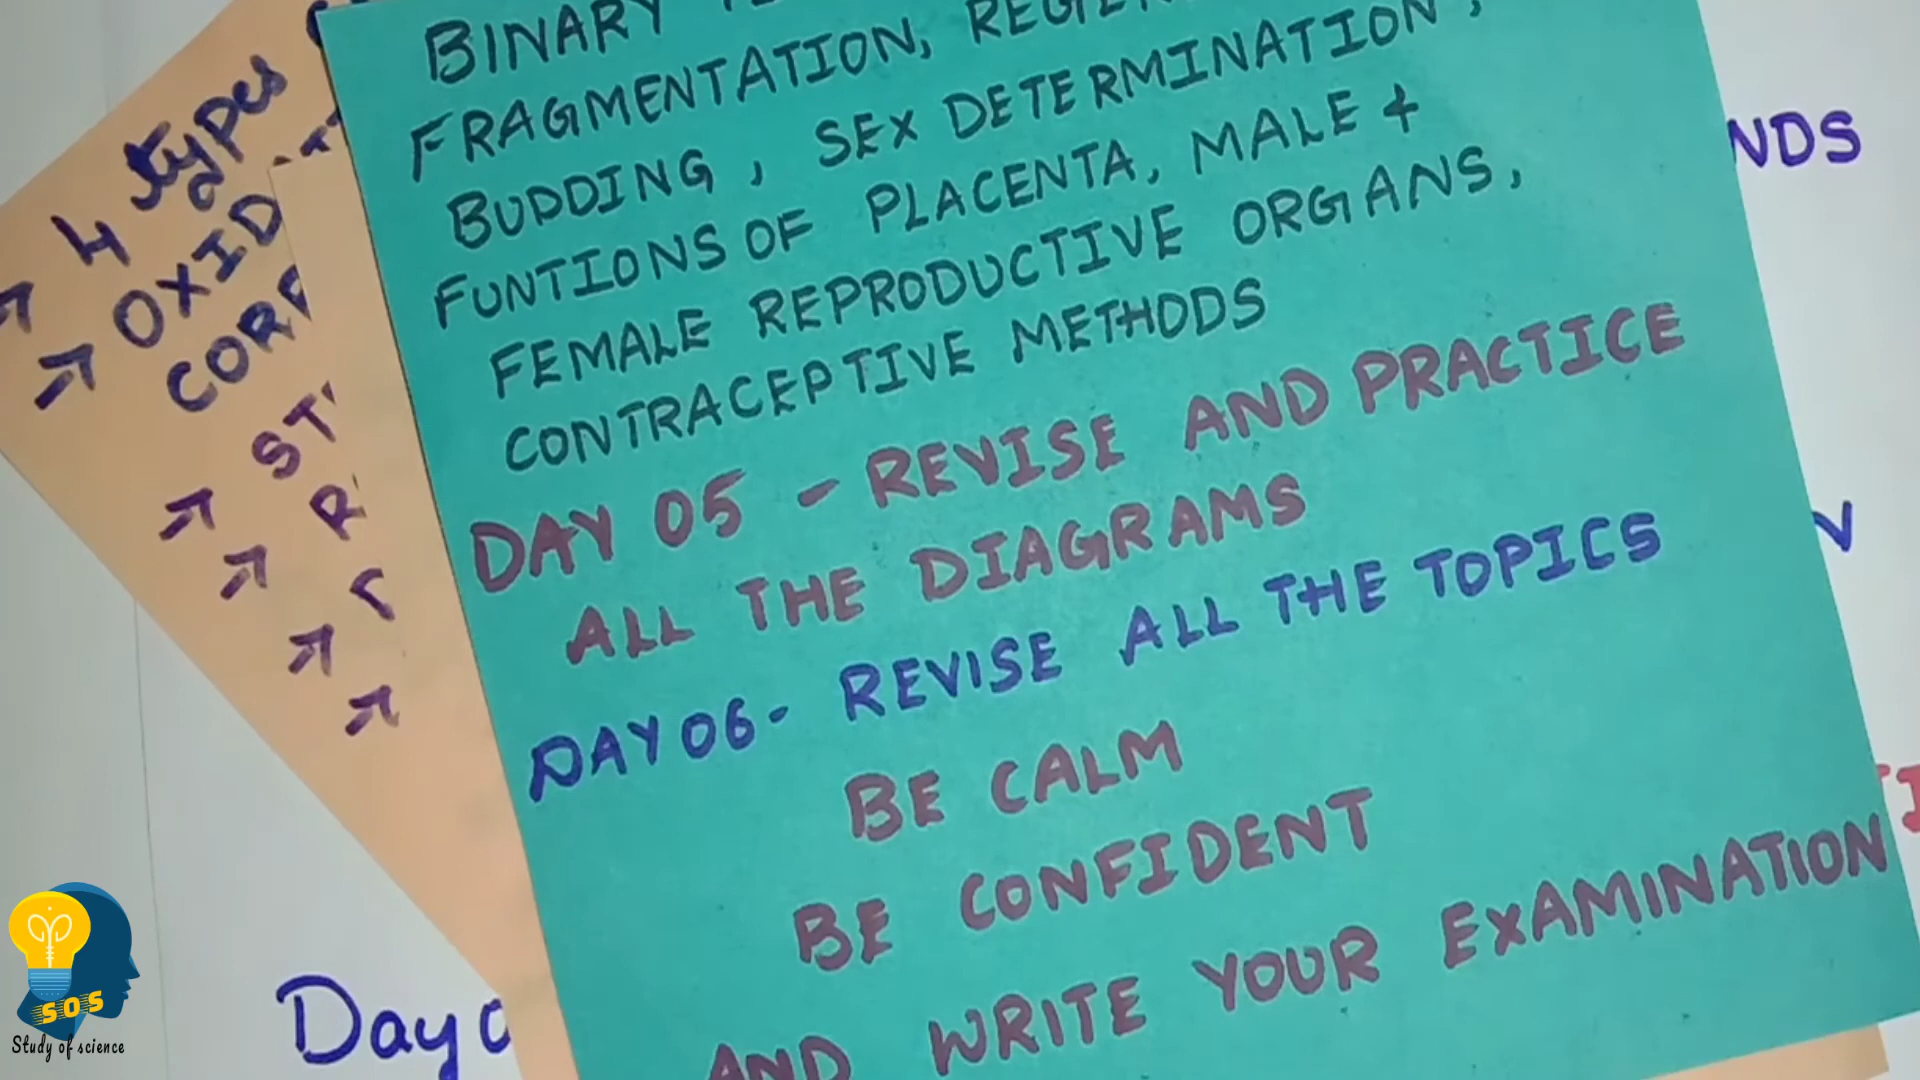 BINARY
FRAGMENTATION,
BUDDING, SEX DETERMINATION,
FUNTIONS OF PLACENTA, MALE &
FEMALE REPRODUCTIVE ORGANS,
CONTRACEPTIVE METHODS
DAY 05 - REVISE AND PRACTICE
ALL THE DIAGRAMS
DAY 06- REVISE ALL THE TOPICS
BE CALM
BE CONFIDENT
AND WRITE YOUR EXAMINATION
→ 4 types
→ OXID
CORR
→ ST
→ R
NDS
Day
SOS
Study of science